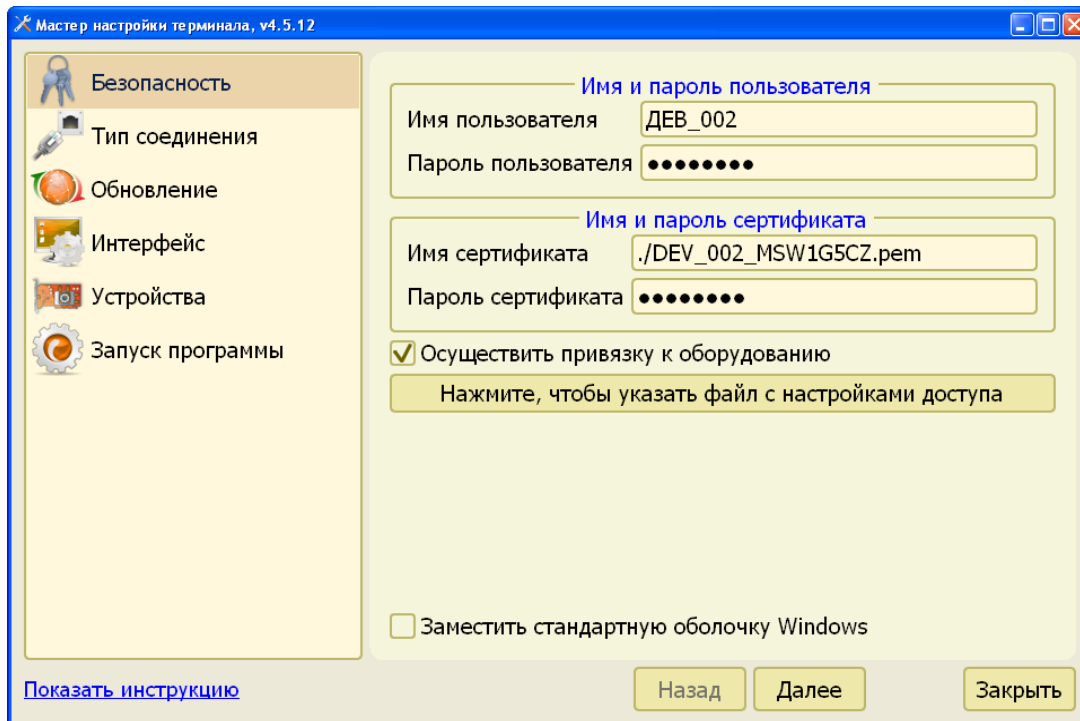 Мастер настройки терминала, v4.5.12
Безопасность
Тип соединения
Обновление
Интерфейс
Устройства
Запуск программы
Имя и пароль пользователя
Имя пользователя ДЕВ_002
Пароль пользователя ●●●●●●●●
Имя и пароль сертификата
Имя сертификата ./DEV_002_MSW1G5CZ.pem
Пароль сертификата ●●●●●●●●
Осуществить привязку к оборудованию
Нажмите, чтобы указать файл с настройками доступа
Заместить стандартную оболочку Windows
Показать инструкцию
Назад Далее Закрыть